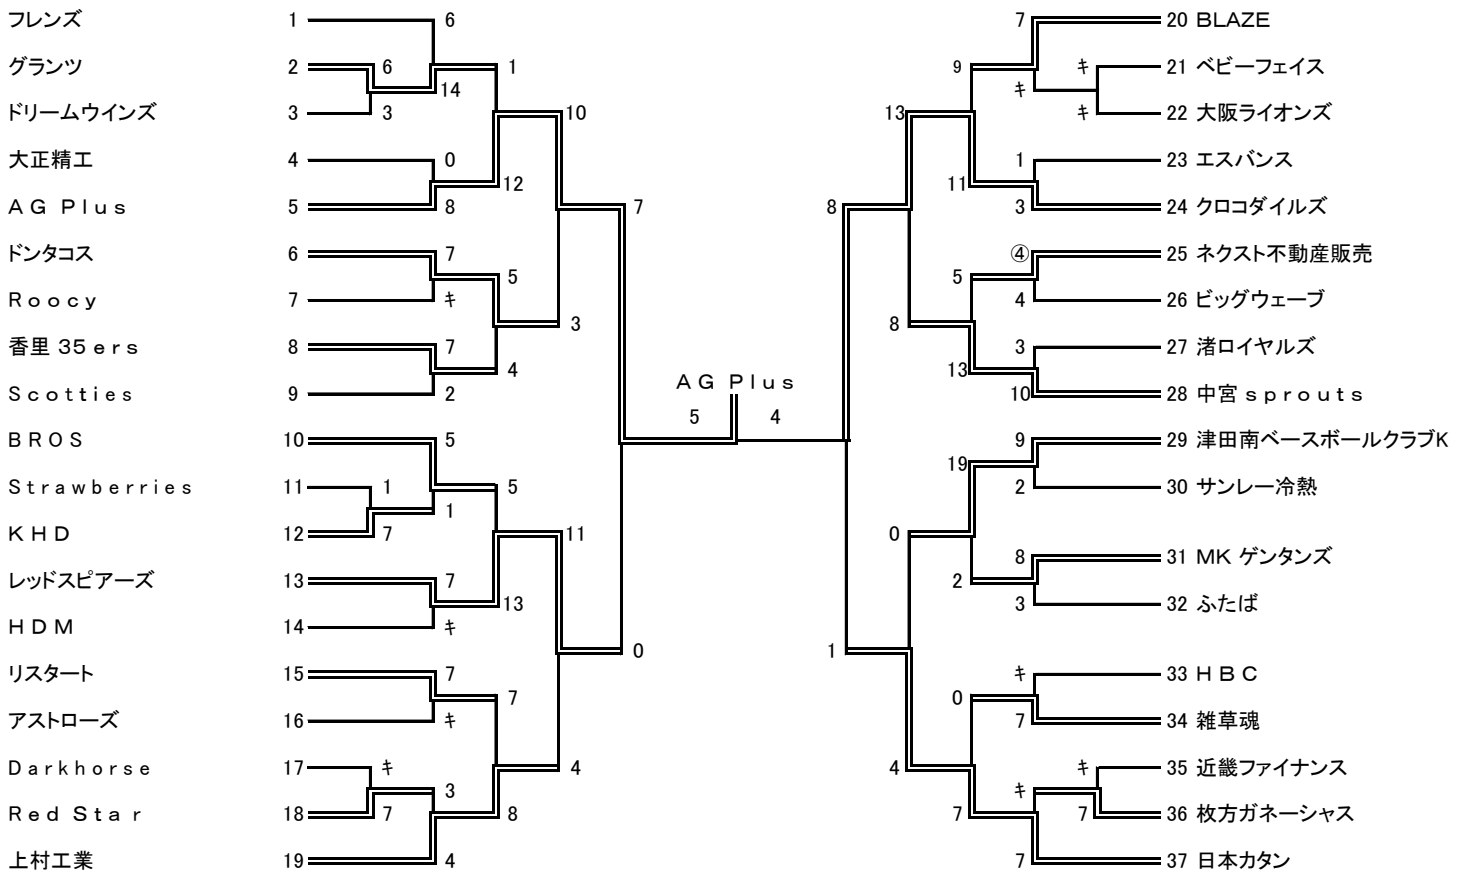 フレンズ 1 6 7 20 BLAZE
グランツ 2 6 1 9 キ 21 ベビーフェイス
14 キ
ドリームウインズ 3 3 10 13 キ 22 大阪ライオンズ
大正精工 4 0 1 23 エスバンス
12 11
AG Plus 5 8 7 8 3 24 クロコダイルズ
ドンタコス 6 7 ④ 25 ネクスト不動産販売
5 5
Roocy 7 キ 4 26 ビッグウェーブ
3 8
香里 35ers 8 7 3 27 渚ロイヤルズ
4 13
AG Plus
Scotties 9 2 10 28 中宮sprouts
5 4
BROS 10 5 9 29 津田南ベースボールクラブK
19
Strawberries 11 1 5 2 30 サンレー冷熱
1
KHD 12 7 11 0
8 31 MK ゲンタンズ
レッドスピアーズ 13 7 2
13 3 32 ふたば
HDM 14 キ
0 1
リスタート 15 7 キ 33 HBC
7 0
アストローズ 16 キ 7 34 雑草魂
Darkhorse 17 キ 4 4 キ 35 近畿ファイナンス
3 キ
Red Star 18 7 8 7 7 36 枚方ガネーシャス
上村工業 19 4 7 37 日本カタン